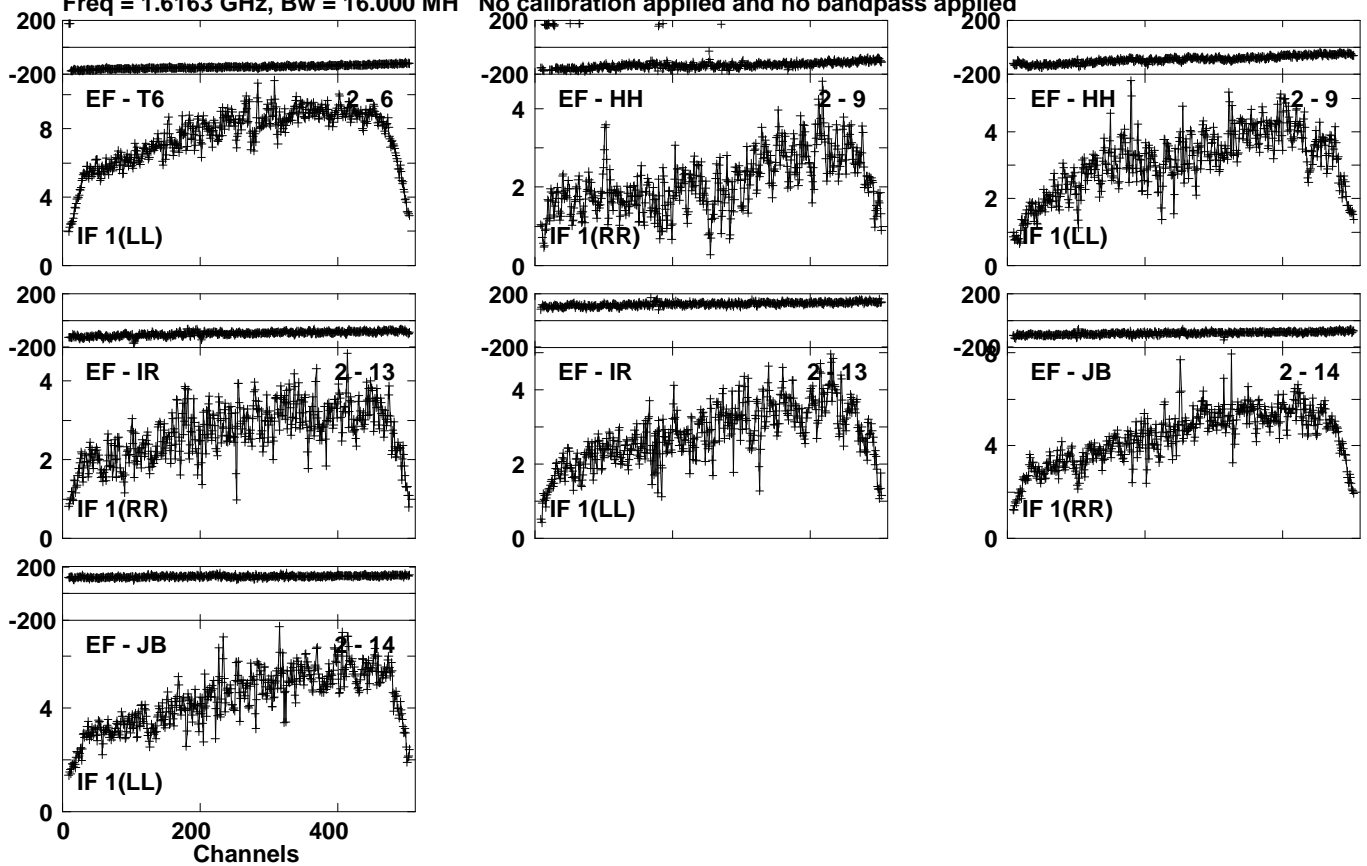 Freq = 1.6163 GHz, Bw = 16.000 MH No calibration applied and no bandpass applied
200
-200
EF - T6 2 - 6
8
4
IF 1(LL)
0
EF - HH 2 - 9
4
2
IF 1(RR)
0
200
-200
EF - HH 2 - 9
4
2
IF 1(LL)
0
200
-200
EF - IR 2 - 13
4
2
IF 1(RR)
0
200
-200
EF - IR 2 - 13
4
2
IF 1(LL)
0
200
-200
8
EF - JB 2 - 14
4
IF 1(RR)
0
200
-200
EF - JB 2 - 14
4
IF 1(LL)
0
0 200 400
Channels